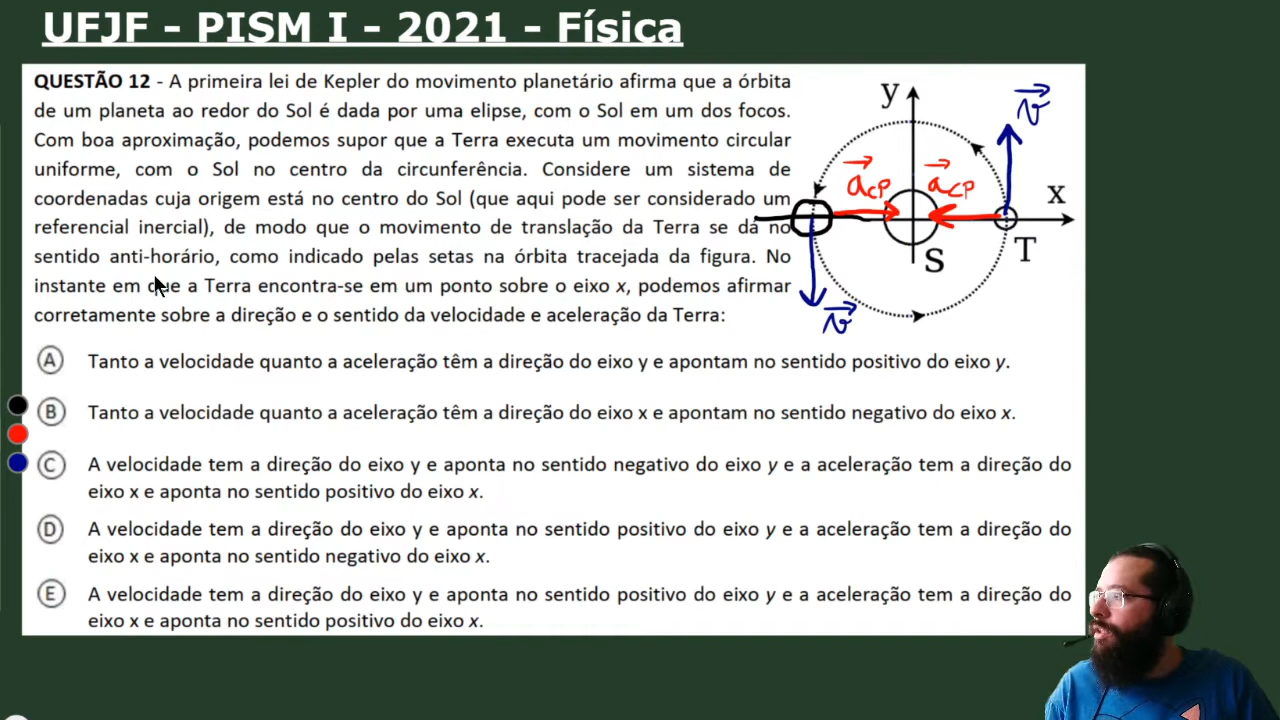 UFJF - PISM I - 2021 - Física
QUESTÃO 12 - A primeira lei de Kepler do movimento planetário afirma que a órbita
de um planeta ao redor do Sol é dada por uma elipse, com o Sol em um dos focos.
Com boa aproximação, podemos supor que a Terra executa um movimento circular
uniforme, com o Sol no centro da circunferência. Considere um sistema de
coordenadas cuja origem está no centro do Sol (que aqui pode ser considerado um
referencial inercial), de modo que o movimento de translação da Terra se dá no
sentido anti-horário, como indicado pelas setas na órbita tracejada da figura. No
instante em que a Terra encontra-se em um ponto sobre o eixo x, podemos afirmar
corretamente sobre a direção e o sentido da velocidade e aceleração da Terra:
y
v
a cp
a cp
x
S
T
v
A Tanto a velocidade quanto a aceleração têm a direção do eixo y e apontam no sentido positivo do eixo y.
B Tanto a velocidade quanto a aceleração têm a direção do eixo x e apontam no sentido negativo do eixo x.
C A velocidade tem a direção do eixo y e aponta no sentido negativo do eixo y e a aceleração tem a direção do
eixo x e aponta no sentido positivo do eixo x.
D A velocidade tem a direção do eixo y e aponta no sentido positivo do eixo y e a aceleração tem a direção do
eixo x e aponta no sentido negativo do eixo x.
E A velocidade tem a direção do eixo y e aponta no sentido positivo do eixo y e a aceleração tem a direção do
eixo x e aponta no sentido positivo do eixo x.